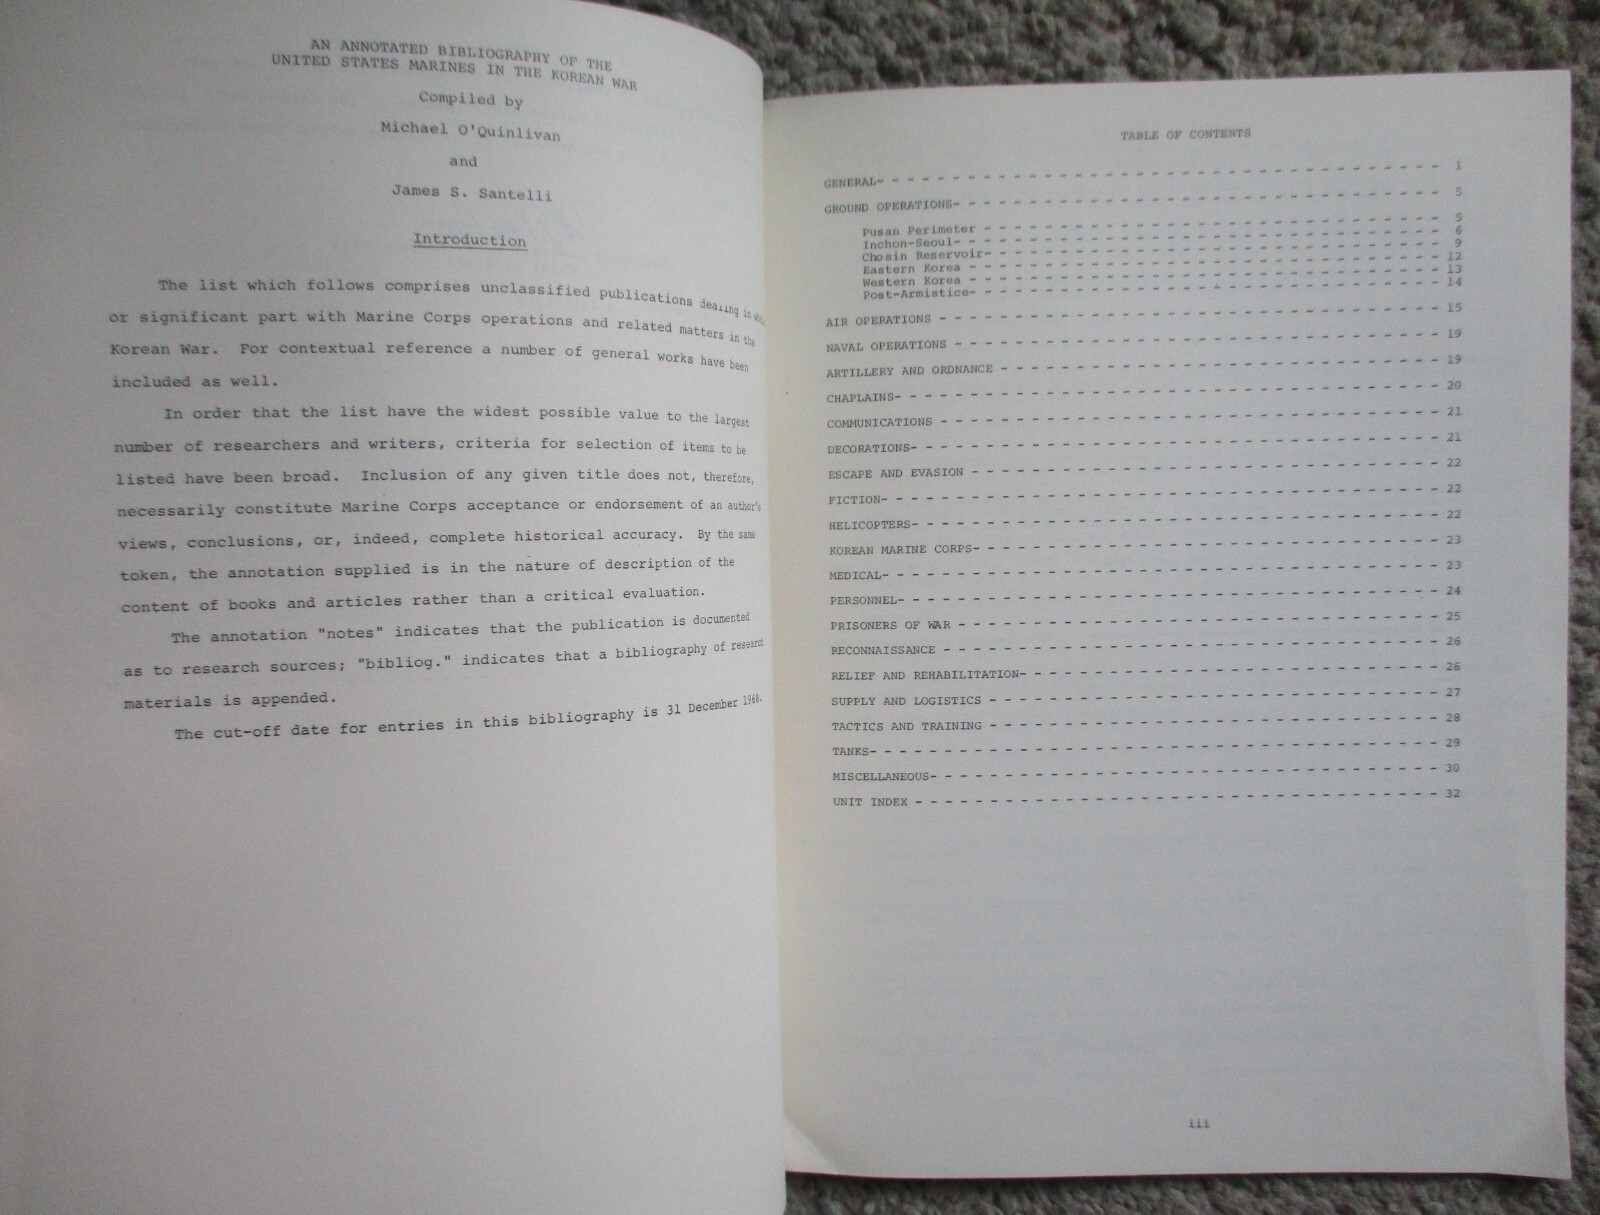 AN ANNOTATED BIBLIOGRAPHY OF THE
UNITED STATES MARINES IN THE KOREAN WAR
Compiled by
Michael O'Quinlivan
and
James S. Santelli
Introduction
The list which follows comprises unclassified publications dealing in
or significant part with Marine Corps operations and related matters in the
Korean War. For contextual reference a number of general works have been
included as well.
In order that the list have the widest possible value to the largest
number of researchers and writers, criteria for selection of items to be
listed have been broad. Inclusion of any given title does not, therefore,
necessarily constitute Marine Corps acceptance or endorsement of an author's
views, conclusions, or, indeed, complete historical accuracy. By the same
token, the annotation supplied is in the nature of description of the
content of books and articles rather than a critical evaluation.
The annotation "notes" indicates that the publication is documented
as to research sources; "bibliog." indicates that a bibliography of research
materials is appended.
The cut-off date for entries in this bibliography is 31 December 1968.
TABLE OF CONTENTS
GENERAL- - - - - - - - - - - - - - - - - - - - 1
GROUND OPERATIONS- - - - - - - - - - - - - - - - - - - - 5
Pusan Perimeter - - - - - - - - - - - - - - - - - - - - 5
Inchon-Seoul- - - - - - - - - - - - - - - - - - - - 6
Chosin Reservoir- - - - - - - - - - - - - - - - - - - - 9
Eastern Korea - - - - - - - - - - - - - - - - - - - - 12
Western Korea - - - - - - - - - - - - - - - - - - - - 13
Post-Armistice- - - - - - - - - - - - - - - - - - - - 14
AIR OPERATIONS - - - - - - - - - - - - - - - - - - - - 15
NAVAL OPERATIONS - - - - - - - - - - - - - - - - - - - - 19
ARTILLERY AND ORDNANCE - - - - - - - - - - - - - - - - - - - - 19
CHAPLAINS- - - - - - - - - - - - - - - - - - - - 20
COMMUNICATIONS - - - - - - - - - - - - - - - - - - - - 21
DECORATIONS- - - - - - - - - - - - - - - - - - - - 21
ESCAPE AND EVASION - - - - - - - - - - - - - - - - - - - - 22
FICTION- - - - - - - - - - - - - - - - - - - - 22
HELICOPTERS- - - - - - - - - - - - - - - - - - - - 22
KOREAN MARINE CORPS- - - - - - - - - - - - - - - - - - - - 23
MEDICAL- - - - - - - - - - - - - - - - - - - - 23
PERSONNEL- - - - - - - - - - - - - - - - - - - - 24
PRISONERS OF WAR - - - - - - - - - - - - - - - - - - - - 25
RECONNAISSANCE - - - - - - - - - - - - - - - - - - - - 26
RELIEF AND REHABILITATION- - - - - - - - - - - - - - - - - - - - 26
SUPPLY AND LOGISTICS - - - - - - - - - - - - - - - - - - - - 27
TACTICS AND TRAINING - - - - - - - - - - - - - - - - - - - - 28
TANKS- - - - - - - - - - - - - - - - - - - - 29
MISCELLANEOUS- - - - - - - - - - - - - - - - - - - - 30
UNIT INDEX - - - - - - - - - - - - - - - - - - - - 32
iii